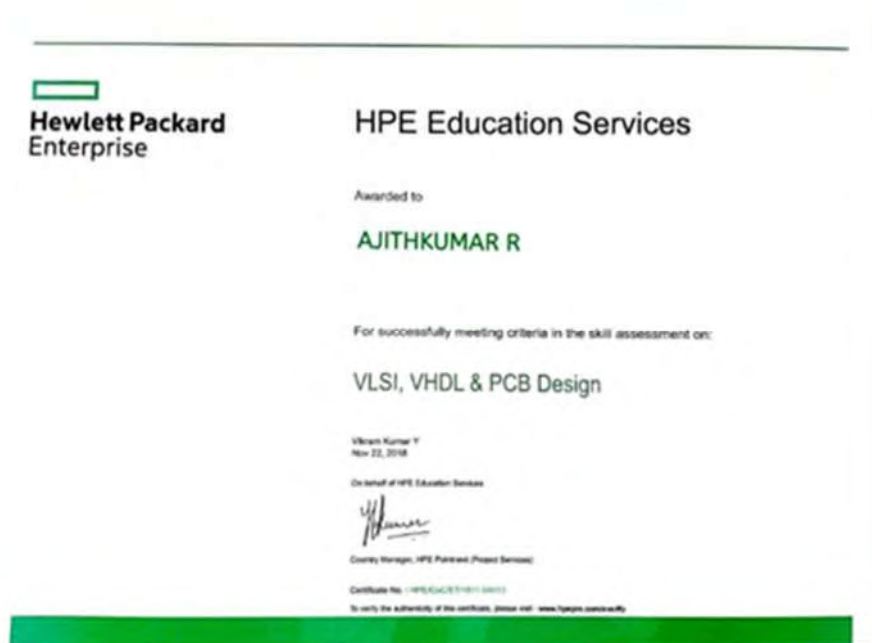 Hewlett Packard
Enterprise
HPE Education Services
Awarded to
AJITHKUMAR R
For successfully meeting criteria in the skill assessment on:
VLSI, VHDL & PCB Design
Vikram Kumar Y
Nov 22, 2018
On behalf of HPE Education Services
Country Manager, HPE Pointnext (Project Services)
Certificate No. :
To verify the authenticity of this certificate, please visit -